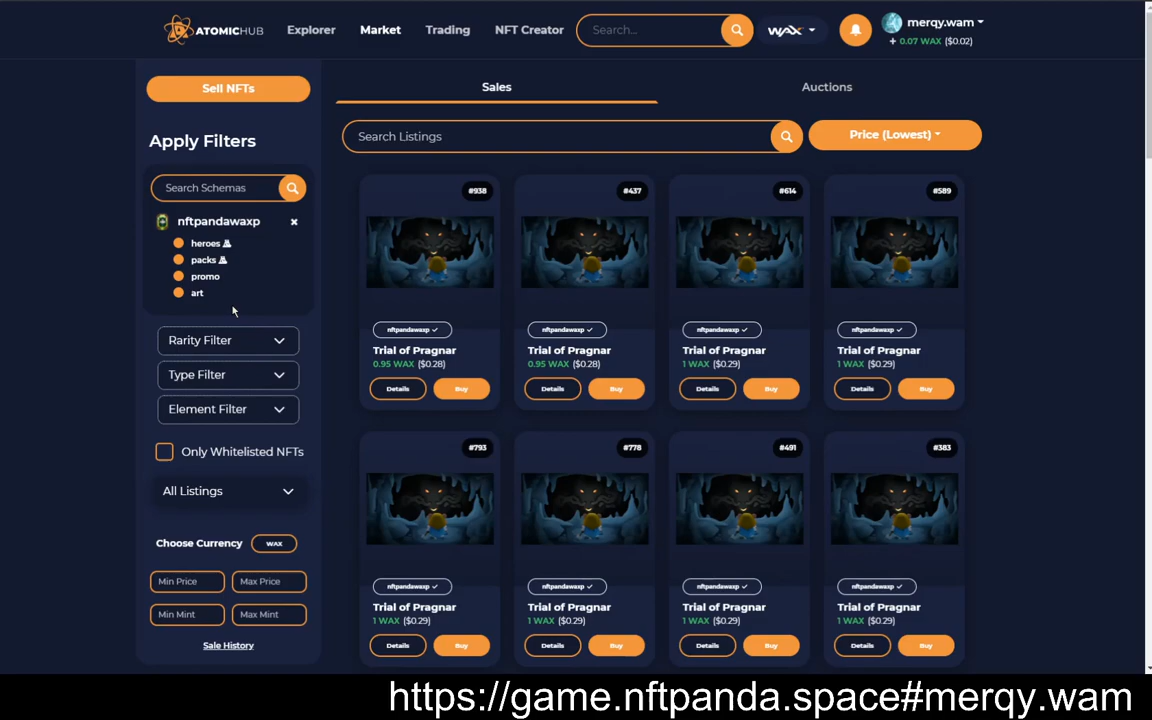 ATOMICHUB
Explorer
Market
Trading
NFT Creator
Search...
WAX
merqy.wam
+ 0.07 WAX ($0.02)
Sell NFTs
Apply Filters
Search Schemas
nftpandawaxp
heroes
packs
promo
art
Rarity Filter
Type Filter
Element Filter
Only Whitelisted NFTs
All Listings
Choose Currency WAX
Min Price Max Price
Min Mint Max Mint
Sale History
Sales Auctions
Search Listings
Price (Lowest)
#938 #437 #614 #589
nftpandawaxp nftpandawaxp nftpandawaxp nftpandawaxp
Trial of Pragnar Trial of Pragnar Trial of Pragnar Trial of Pragnar
0.95 WAX ($0.28) 0.95 WAX ($0.28) 1 WAX ($0.29) 1 WAX ($0.29)
Details Buy Details Buy Details Buy Details Buy
#793 #778 #491 #383
nftpandawaxp nftpandawaxp nftpandawaxp nftpandawaxp
Trial of Pragnar Trial of Pragnar Trial of Pragnar Trial of Pragnar
1 WAX ($0.29) 1 WAX ($0.29) 1 WAX ($0.29) 1 WAX ($0.29)
Details Buy Details Buy Details Buy Details Buy
https://game.nftpanda.space#merqy.wam